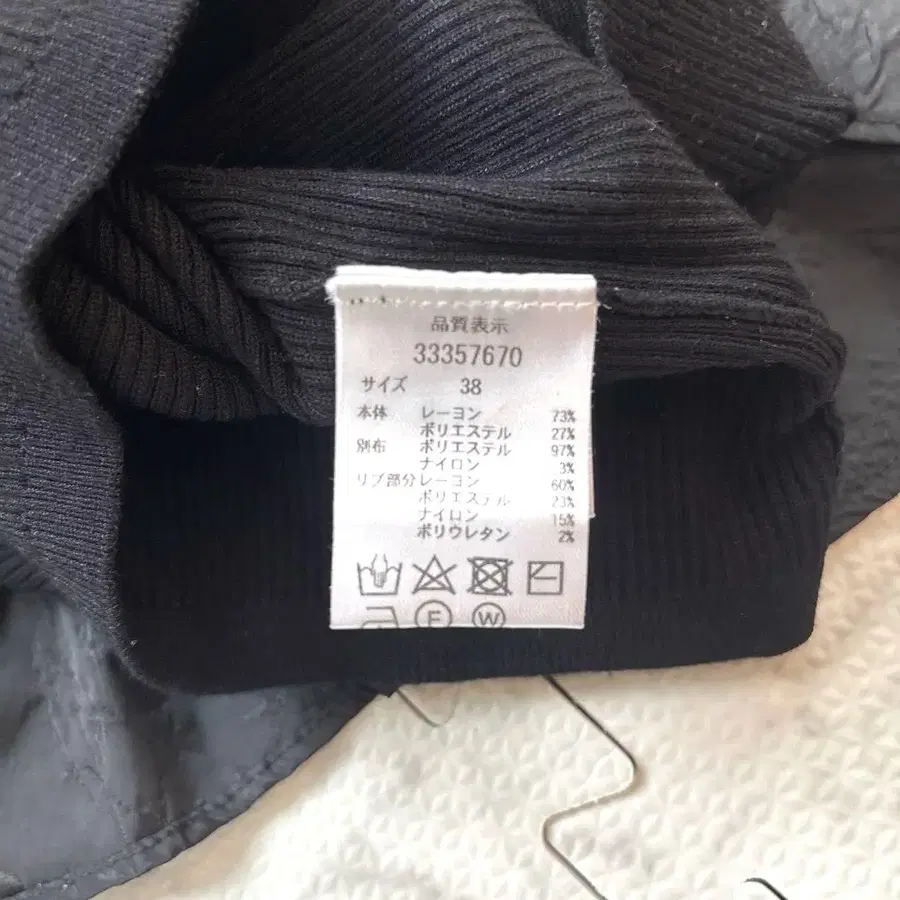 品質表示
33357670
サイズ 38
本体 レーヨン 73%
ポリエステル 27%
別布 ポリエステル 97%
ナイロン 3%
リブ部分 レーヨン 60%
ポリエステル 23%
ナイロン 15%
ポリウレタン 2%
F W